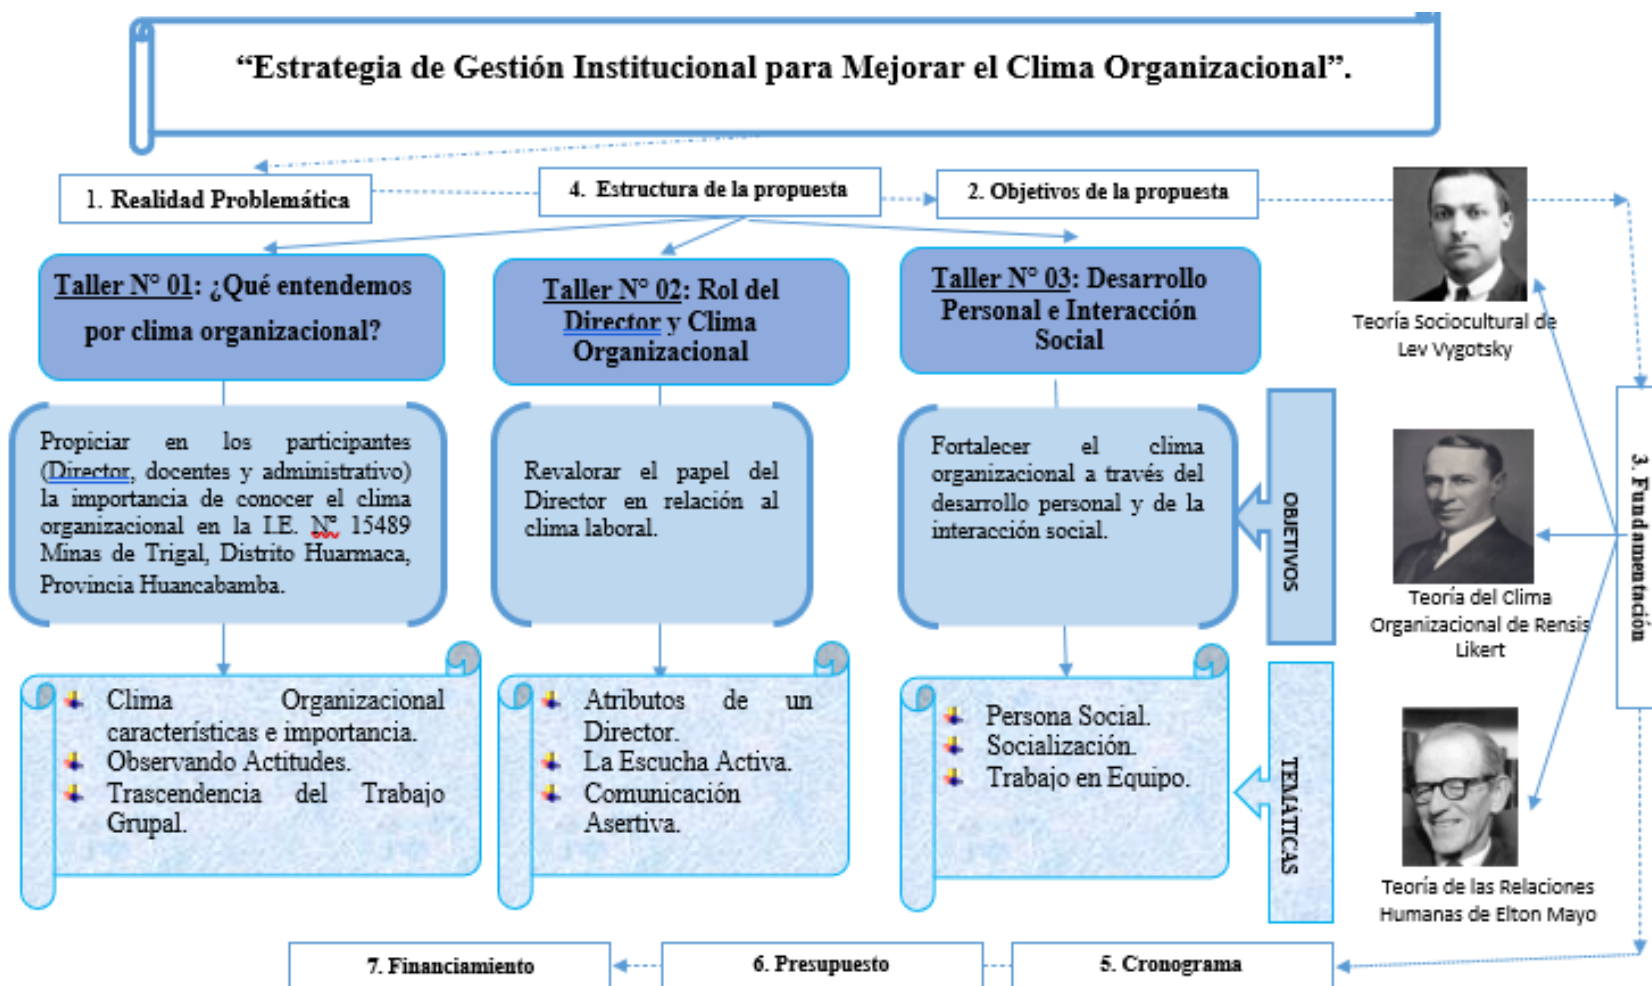 “Estrategia de Gestión Institucional para Mejorar el Clima Organizacional”.
1. Realidad Problemática
4. Estructura de la propuesta
2. Objetivos de la propuesta
Taller N° 01: ¿Qué entendemos
por clima organizacional?
Taller N° 02: Rol del
Director y Clima
Organizacional
Taller N° 03: Desarrollo
Personal e Interacción
Social
Teoría Sociocultural de
Lev Vygotsky
Propiciar en los participantes
(Director, docentes y administrativo)
la importancia de conocer el clima
organizacional en la I.E. N° 15489
Minas de Trigal, Distrito Huarmaca,
Provincia Huancabamba.
Revalorar el papel del
Director en relación al
clima laboral.
Fortalecer el clima
organizacional a través del
desarrollo personal y de la
interacción social.
OBJETIVOS
3. Fundamentación
Teoría del Clima
Organizacional de Rensis
Likert
Clima Organizacional
características e importancia.
Observando Actitudes.
Trascendencia del Trabajo
Grupal.
Atributos de un
Director.
La Escucha Activa.
Comunicación
Asertiva.
Persona Social.
Socialización.
Trabajo en Equipo.
TEMÁTICAS
Teoría de las Relaciones
Humanas de Elton Mayo
7. Financiamiento
6. Presupuesto
5. Cronograma